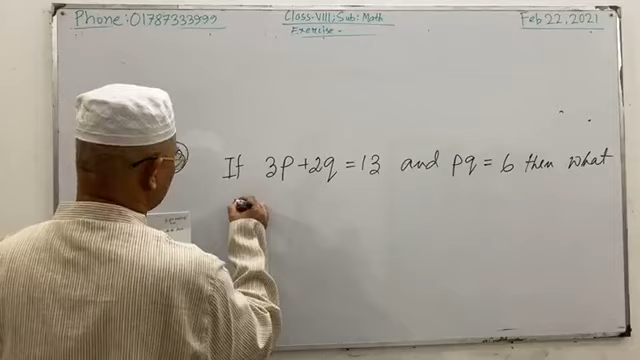 Phone: 01787333999
Class-VIII; Sub: Math
Exercise -
Feb 22, 2021
If 3p+2q = 13 and pq = 6 then what